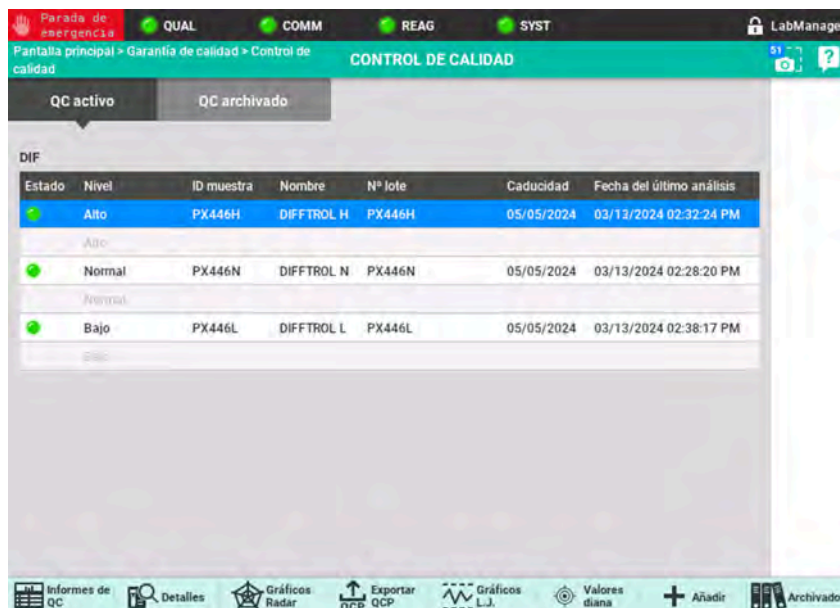 Parada de emergencia QUAL COMM REAG SYST LabManage
Pantalla principal > Garantía de calidad > Control de calidad
CONTROL DE CALIDAD
51 ?
QC activo QC archivado
DIF
Estado Nivel ID muestra Nombre Nº lote Caducidad Fecha del último análisis
Alto PX446H DIFFTROL H PX446H 05/05/2024 03/13/2024 02:32:24 PM
Alto
Normal PX446N DIFFTROL N PX446N 05/05/2024 03/13/2024 02:28:20 PM
Normal
Bajo PX446L DIFFTROL L PX446L 05/05/2024 03/13/2024 02:38:17 PM
Bajo
Informes de QC Detalles Gráficos Radar QCP Exportar QCP Gráficos L.J. Valores diana Añadir Archivado